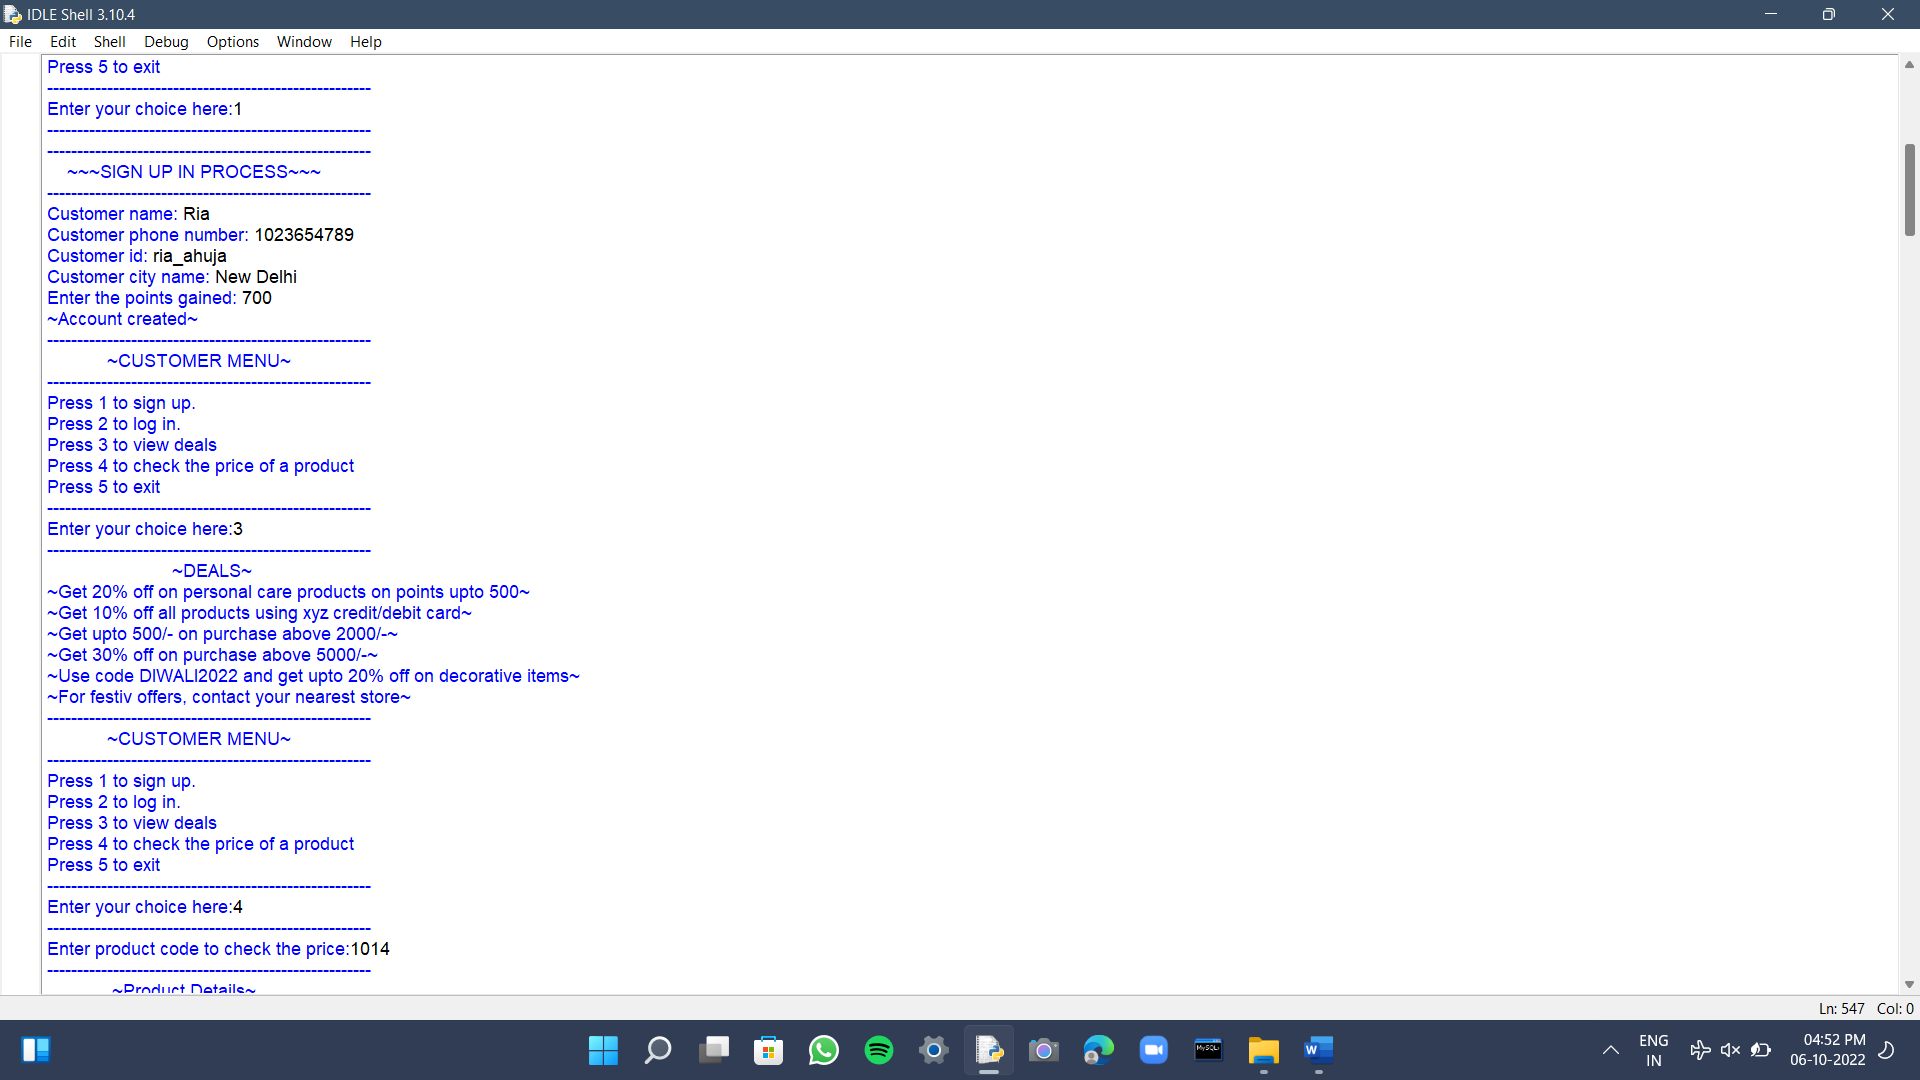 IDLE Shell 3.10.4
File Edit Shell Debug Options Window Help
Press 5 to exit
------------------------------------------------------
Enter your choice here:1
------------------------------------------------------
------------------------------------------------------
~~~SIGN UP IN PROCESS~~~
------------------------------------------------------
Customer name: Ria
Customer phone number: 1023654789
Customer id: ria_ahuja
Customer city name: New Delhi
Enter the points gained: 700
~Account created~
------------------------------------------------------
~CUSTOMER MENU~
------------------------------------------------------
Press 1 to sign up.
Press 2 to log in.
Press 3 to view deals
Press 4 to check the price of a product
Press 5 to exit
------------------------------------------------------
Enter your choice here:3
------------------------------------------------------
~DEALS~
~Get 20% off on personal care products on points upto 500~
~Get 10% off all products using xyz credit/debit card~
~Get upto 500/- on purchase above 2000/-~
~Get 30% off on purchase above 5000/-~
~Use code DIWALI2022 and get upto 20% off on decorative items~
~For festiv offers, contact your nearest store~
------------------------------------------------------
~CUSTOMER MENU~
------------------------------------------------------
Press 1 to sign up.
Press 2 to log in.
Press 3 to view deals
Press 4 to check the price of a product
Press 5 to exit
------------------------------------------------------
Enter your choice here:4
------------------------------------------------------
Enter product code to check the price:1014
------------------------------------------------------
~Product Details~
Ln: 547 Col: 0
MySQL
W
ENG
IN
04:52 PM
06-10-2022